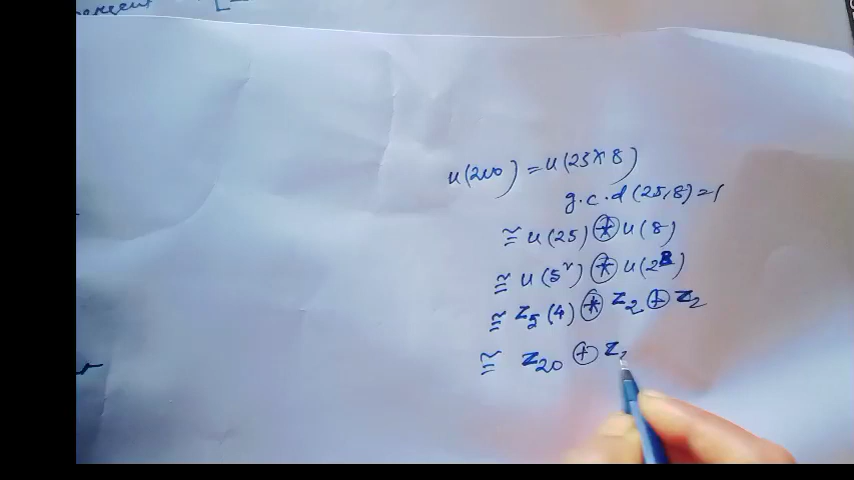 U(200) = U(25×8)
g.c.d (25,8) = 1
≅ U(25) ⊛ U(8)
≅ U(5²) ⊛ U(2³)
≅ Z₅(4) ⊛ Z₂ ⊕ Z₂
≅ Z₂₀ ⊕ Z₂